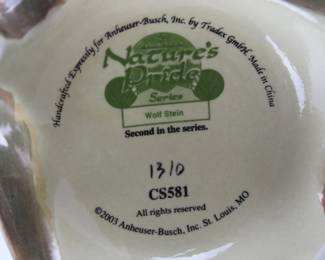 Handcrafted Expressly for Anheuser-Busch, Inc. by Tradex GmbH, Made in China
Nature's
Pride
Series
Wolf Stein
Second in the series.
1310
CS581
All rights reserved
©2003 Anheuser-Busch, Inc. St. Louis, MO